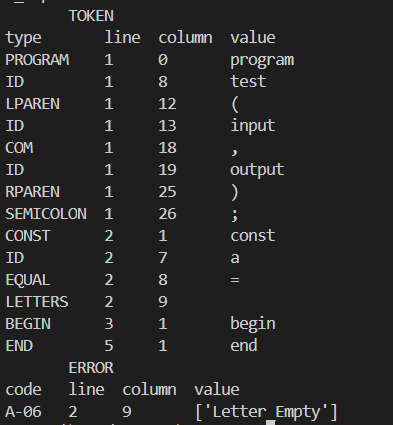 TOKEN
type line column value
PROGRAM 1 0 program
ID 1 8 test
LPAREN 1 12 (
ID 1 13 input
COM 1 18 ,
ID 1 19 output
RPAREN 1 25 )
SEMICOLON 1 26 ;
CONST 2 1 const
ID 2 7 a
EQUAL 2 8 =
LETTERS 2 9
BEGIN 3 1 begin
END 5 1 end
ERROR
code line column value
A-06 2 9 ['Letter Empty']